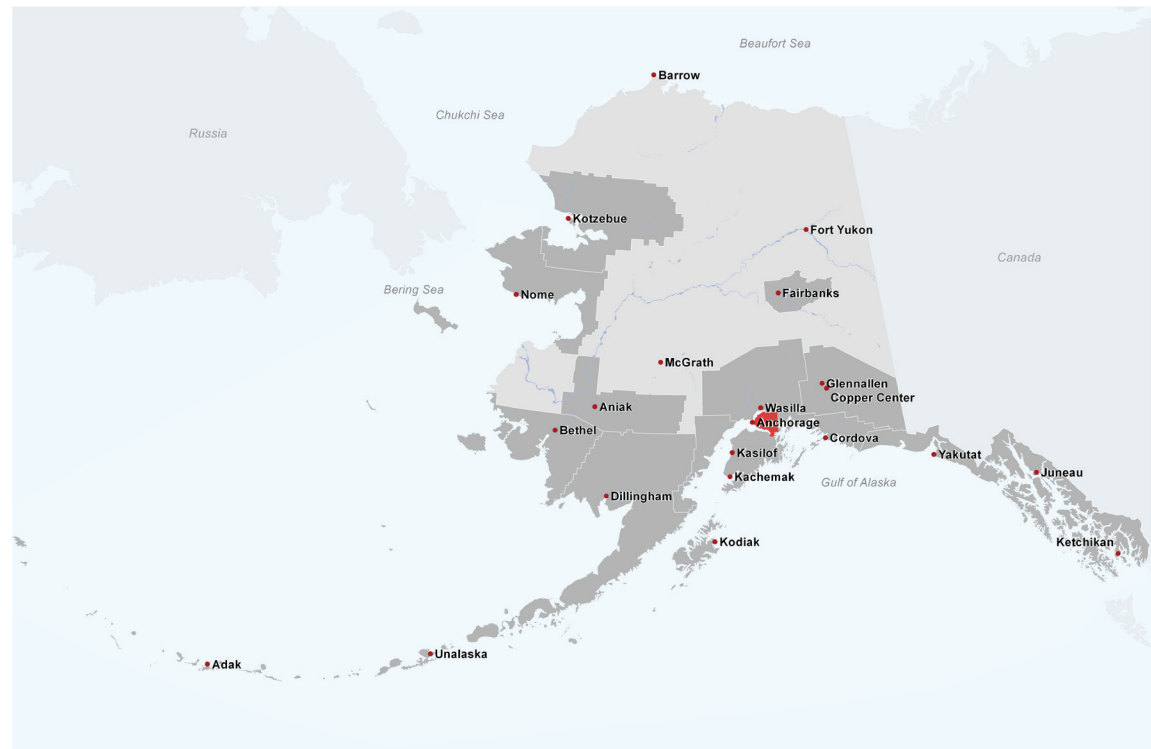 Beaufort Sea
Barrow
Chukchi Sea
Russia
Kotzebue
Fort Yukon
Canada
Bering Sea
Nome
Fairbanks
McGrath
Glennallen
Copper Center
Wasilla
Aniak
Anchorage
Bethel
Cordova
Kasilof
Yakutat
Juneau
Kachemak
Gulf of Alaska
Dillingham
Kodiak
Ketchikan
Unalaska
Adak